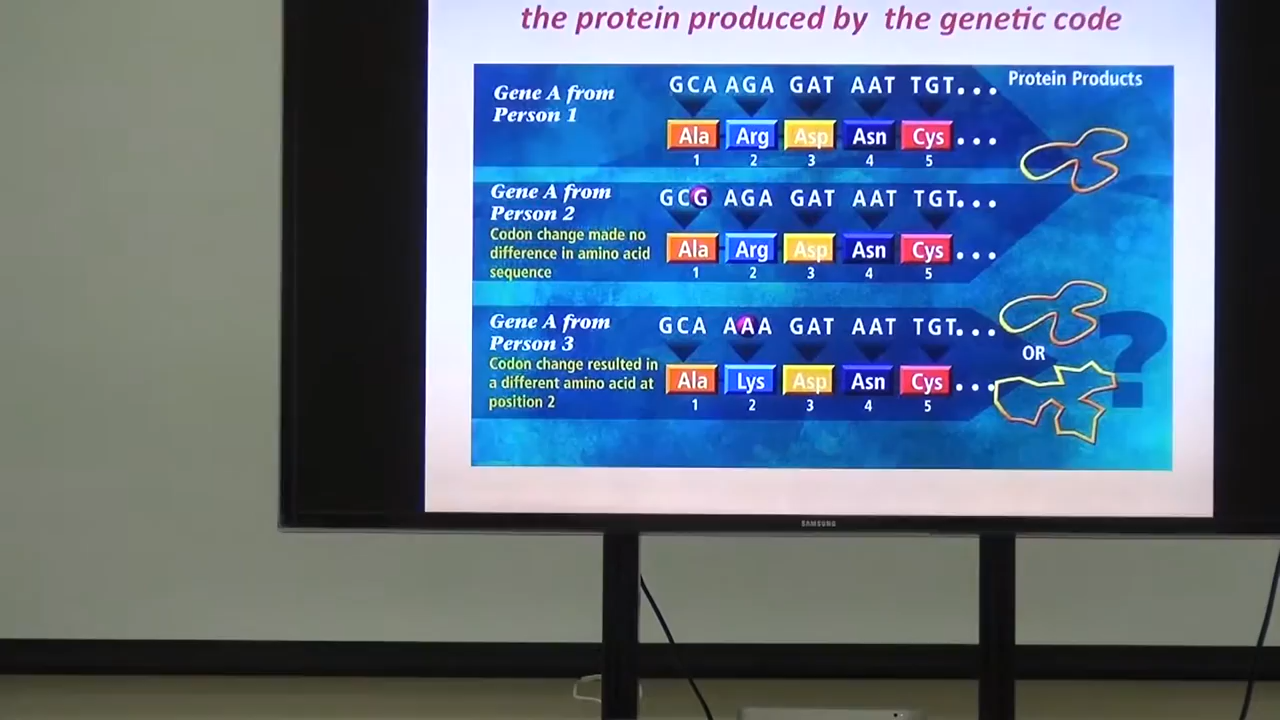 the protein produced by the genetic code
Protein Products
Gene A from
Person 1
GCA AGA GAT AAT TGT...
Ala Arg Asp Asn Cys ...
1 2 3 4 5
Gene A from
Person 2
Codon change made no
difference in amino acid
sequence
GCG AGA GAT AAT TGT...
Ala Arg Asp Asn Cys ...
1 2 3 4 5
Gene A from
Person 3
Codon change resulted in
a different amino acid at
position 2
GCA AAA GAT AAT TGT...
Ala Lys Asp Asn Cys ...
1 2 3 4 5
OR
?
SAMSUNG